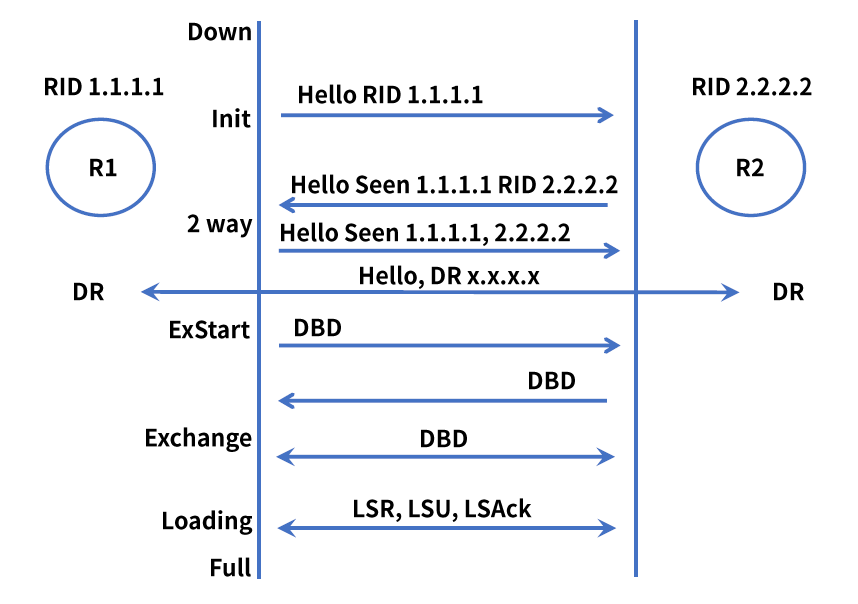 Down
RID 1.1.1.1
RID 2.2.2.2
Hello RID 1.1.1.1
Init
R1
R2
Hello Seen 1.1.1.1 RID 2.2.2.2
2 way
Hello Seen 1.1.1.1, 2.2.2.2
Hello, DR x.x.x.x
DR
DR
ExStart
DBD
DBD
Exchange
DBD
LSR, LSU, LSAck
Loading
Full